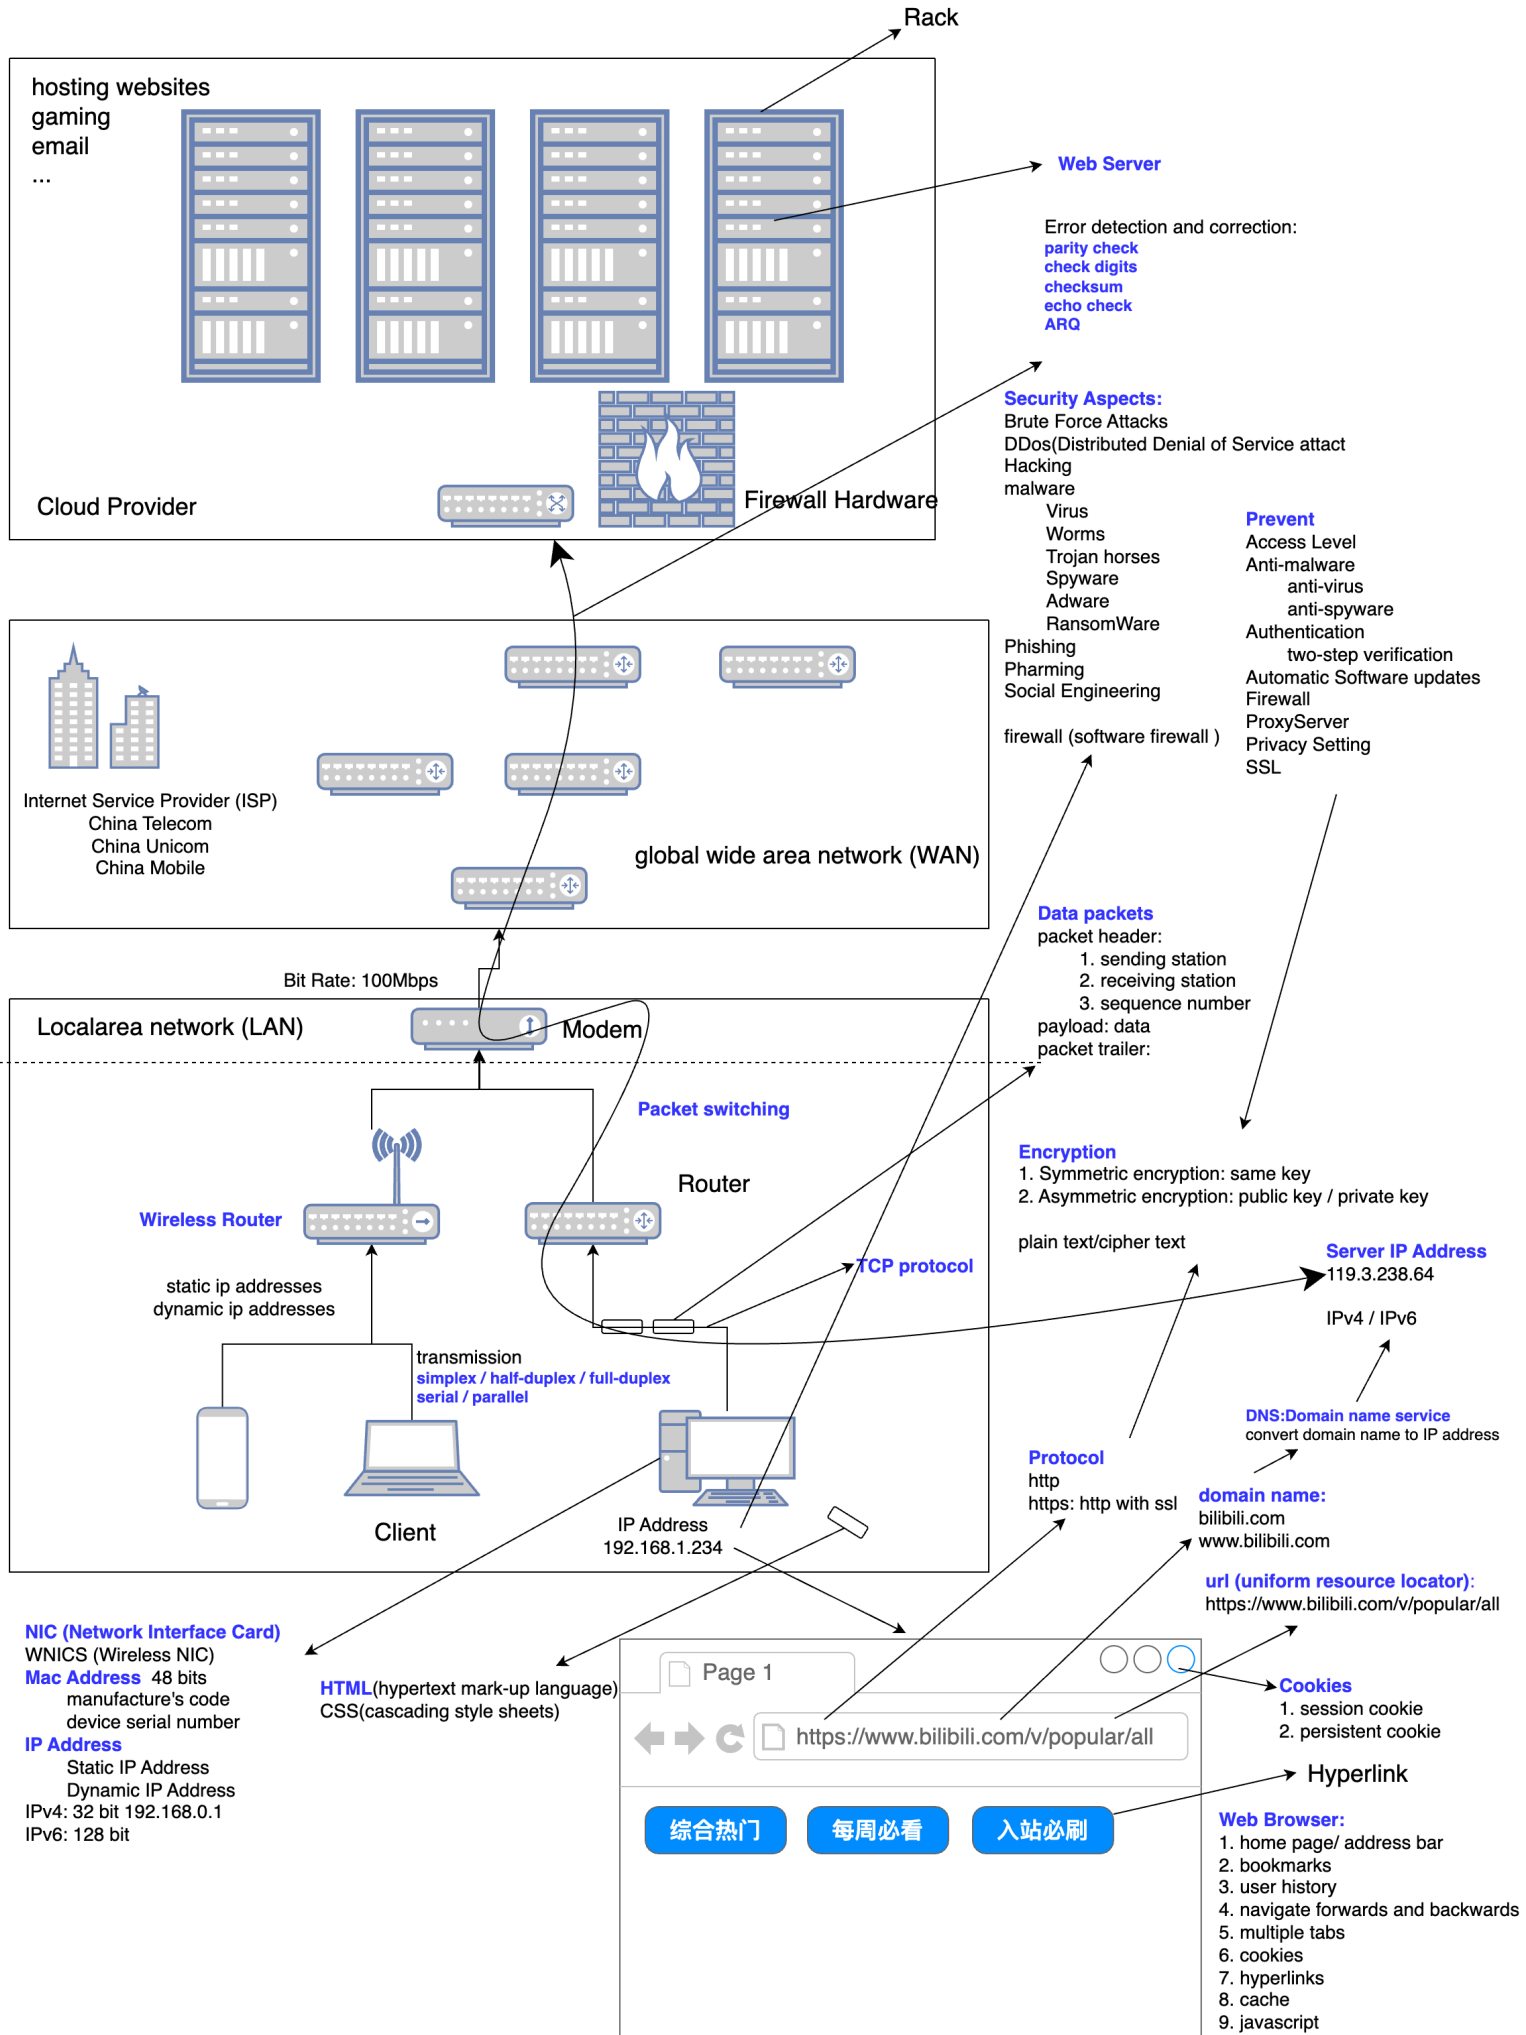 Rack
hosting websites
gaming
email
...
Web Server
Error detection and correction:
parity check
check digits
checksum
echo check
ARQ
Security Aspects:
Brute Force Attacks
DDos(Distributed Denial of Service attact
Hacking
malware
Virus
Worms
Trojan horses
Spyware
Adware
RansomWare
Phishing
Pharming
Social Engineering
firewall (software firewall )
Cloud Provider
Firewall Hardware
Prevent
Access Level
Anti-malware
anti-virus
anti-spyware
Authentication
two-step verification
Automatic Software updates
Firewall
ProxyServer
Privacy Setting
SSL
Internet Service Provider (ISP)
China Telecom
China Unicom
China Mobile
global wide area network (WAN)
Data packets
packet header:
1. sending station
2. receiving station
3. sequence number
payload: data
packet trailer:
Bit Rate: 100Mbps
Localarea network (LAN)
Modem
Packet switching
Router
Wireless Router
Encryption
1. Symmetric encryption: same key
2. Asymmetric encryption: public key / private key
plain text/cipher text
Server IP Address
119.3.238.64
IPv4 / IPv6
TCP protocol
static ip addresses
dynamic ip addresses
transmission
simplex / half-duplex / full-duplex
serial / parallel
DNS:Domain name service
convert domain name to IP address
Protocol
http
https: http with ssl
domain name:
bilibili.com
www.bilibili.com
Client
IP Address
192.168.1.234
url (uniform resource locator):
https://www.bilibili.com/v/popular/all
NIC (Network Interface Card)
WNICS (Wireless NIC)
Mac Address 48 bits
manufacture's code
device serial number
IP Address
Static IP Address
Dynamic IP Address
IPv4: 32 bit 192.168.0.1
IPv6: 128 bit
HTML(hypertext mark-up language)
CSS(cascading style sheets)
Page 1
https://www.bilibili.com/v/popular/all
Cookies
1. session cookie
2. persistent cookie
Hyperlink
综合热门
每周必看
入站必刷
Web Browser:
1. home page/ address bar
2. bookmarks
3. user history
4. navigate forwards and backwards
5. multiple tabs
6. cookies
7. hyperlinks
8. cache
9. javascript